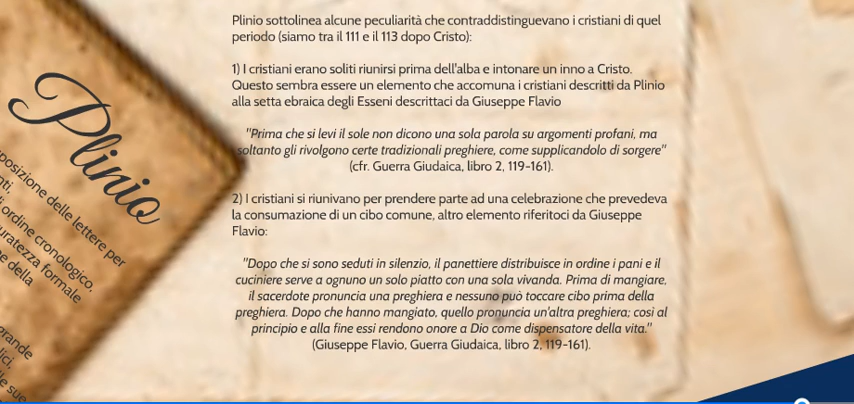 Plinio sottolinea alcune peculiarità che contraddistinguevano i cristiani di quel
periodo (siamo tra il 111 e il 113 dopo Cristo):
1) I cristiani erano soliti riunirsi prima dell'alba e intonare un inno a Cristo.
Questo sembra essere un elemento che accomuna i cristiani descritti da Plinio
alla setta ebraica degli Esseni descrittaci da Giuseppe Flavio
"Prima che si levi il sole non dicono una sola parola su argomenti profani, ma
soltanto gli rivolgono certe tradizionali preghiere, come supplicandolo di sorgere"
(cfr. Guerra Giudaica, libro 2, 119-161).
2) I cristiani si riunivano per prendere parte ad una celebrazione che prevedeva
la consumazione di un cibo comune, altro elemento riferitoci da Giuseppe
Flavio:
"Dopo che si sono seduti in silenzio, il panettiere distribuisce in ordine i pani e il
cuciniere serve a ognuno un solo piatto con una sola vivanda. Prima di mangiare,
il sacerdote pronuncia una preghiera e nessuno può toccare cibo prima della
preghiera. Dopo che hanno mangiato, quello pronuncia un'altra preghiera; così al
principio e alla fine essi rendono onore a Dio come dispensatore della vita."
(Giuseppe Flavio, Guerra Giudaica, libro 2, 119-161).
Plinio
posizione delle lettere per
nti,
ordine cronologico.
uratezza formale
e della
grande
lici,
le sue